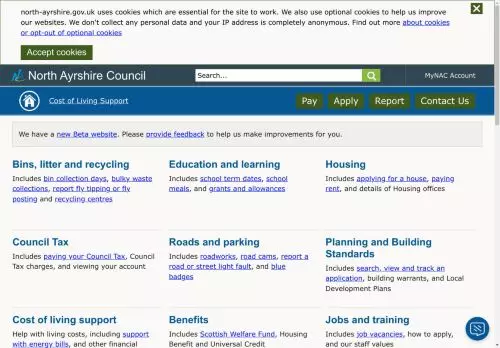 north-ayrshire.gov.uk uses cookies which are essential for the site to work. We also use optional cookies to help us improve
our websites. We don't collect any personal data and your IP address is completely anonymous. Find out more about cookies
or opt-out of optional cookies
Accept cookies
North Ayrshire Council
Search...
MyNAC Account
Cost of Living Support
Pay
Apply
Report
Contact Us
We have a new Beta website. Please provide feedback to help us make improvements for you.
Bins, litter and recycling
Includes bin collection days, bulky waste
collections, report fly tipping or fly
posting and recycling centres
Education and learning
Includes school term dates, school
meals, and grants and allowances
Housing
Includes applying for a house, paying
rent, and details of Housing offices
Council Tax
Includes paying your Council Tax, Council
Tax charges, and viewing your account
Roads and parking
Includes roadworks, road cams, report a
road or street light fault, and blue
badges
Planning and Building
Standards
Includes search, view and track an
application, building warrants, and Local
Development Plans
Cost of living support
Help with living costs, including support
with energy bills, and other financial
Benefits
Includes Scottish Welfare Fund, Housing
Benefit and Universal Credit
Jobs and training
Includes job vacancies, how to apply,
and our staff values